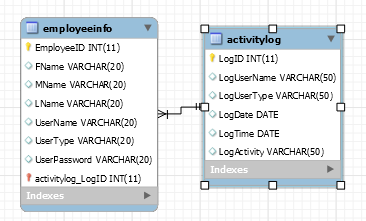 employeeinfo
EmployeeID INT(11)
FName VARCHAR(20)
MName VARCHAR(20)
LName VARCHAR(20)
UserName VARCHAR(20)
UserType VARCHAR(20)
UserPassword VARCHAR(20)
activitylog_LogID INT(11)
Indexes
activitylog
LogID INT(11)
LogUserName VARCHAR(50)
LogUserType VARCHAR(50)
LogDate DATE
LogTime DATE
LogActivity VARCHAR(50)
Indexes